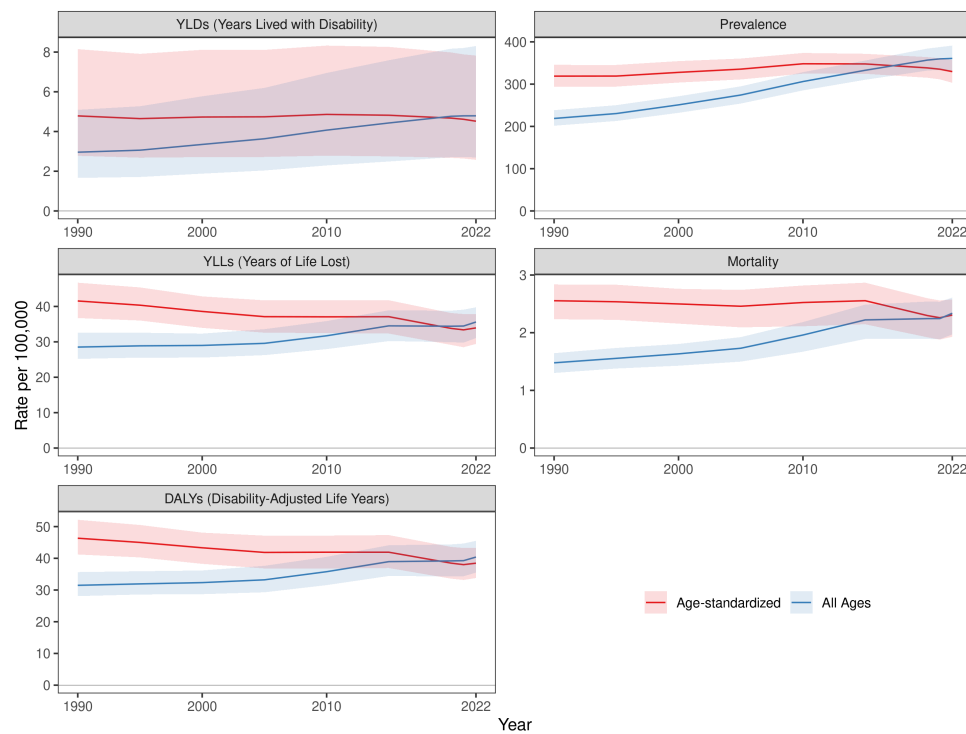 YLDs (Years Lived with Disability)
8
6
4
2
0
1990 2000 2010 2022
Prevalence
400
300
200
100
0
1990 2000 2010 2022
YLLs (Years of Life Lost)
40
30
20
10
0
1990 2000 2010 2022
Mortality
3
2
1
0
1990 2000 2010 2022
DALYs (Disability-Adjusted Life Years)
50
40
30
20
10
0
1990 2000 2010 2022
Rate per 100,000
Year
Age-standardized All Ages